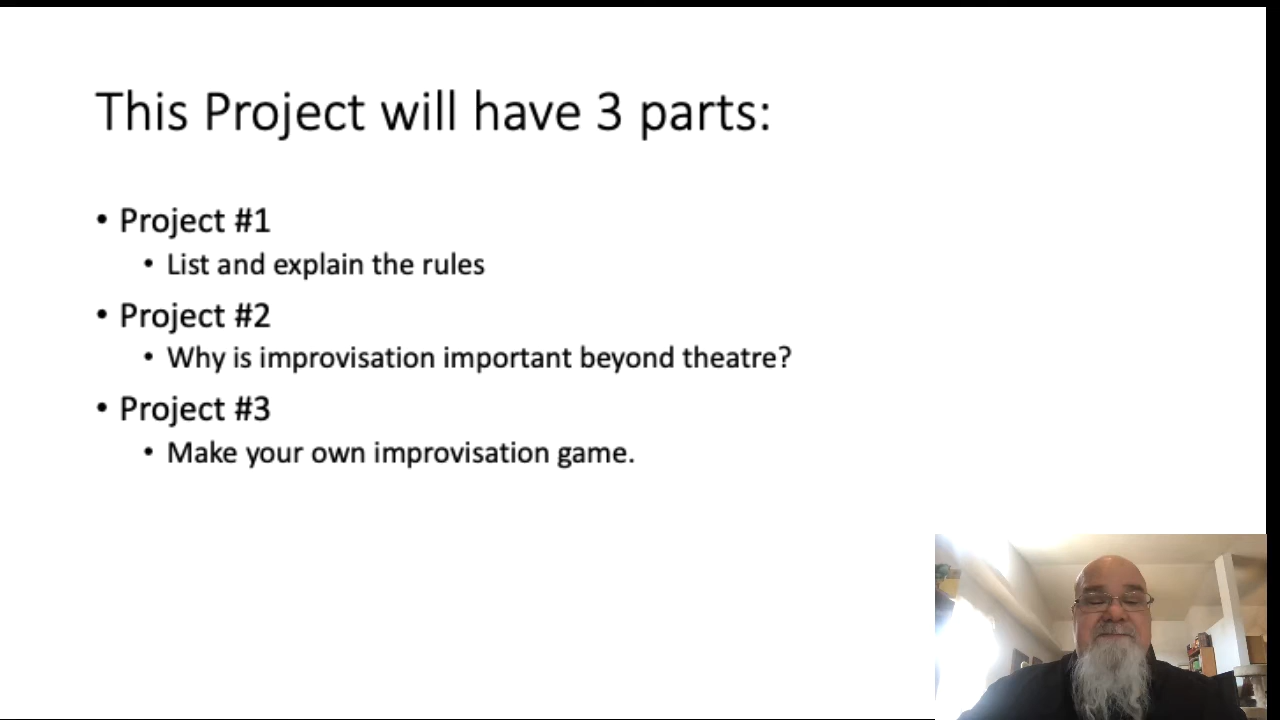 This Project will have 3 parts:
• Project #1
• List and explain the rules
• Project #2
• Why is improvisation important beyond theatre?
• Project #3
• Make your own improvisation game.